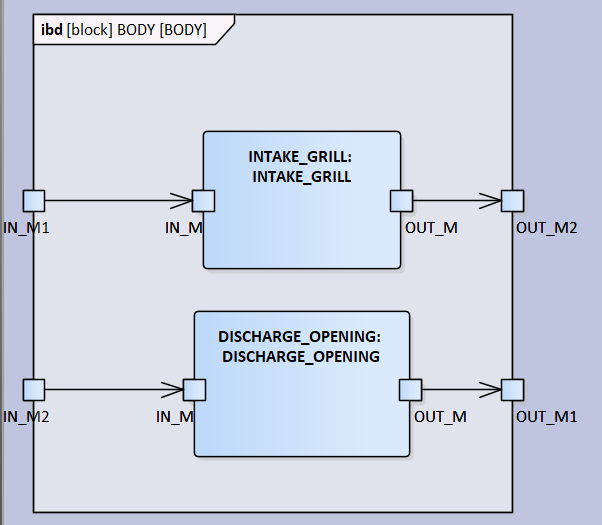 ibd [block] BODY [BODY]
INTAKE_GRILL:
INTAKE_GRILL
IN_M1
IN_M
OUT_M
OUT_M2
DISCHARGE_OPENING:
DISCHARGE_OPENING
IN_M2
IN_M
OUT_M
OUT_M1